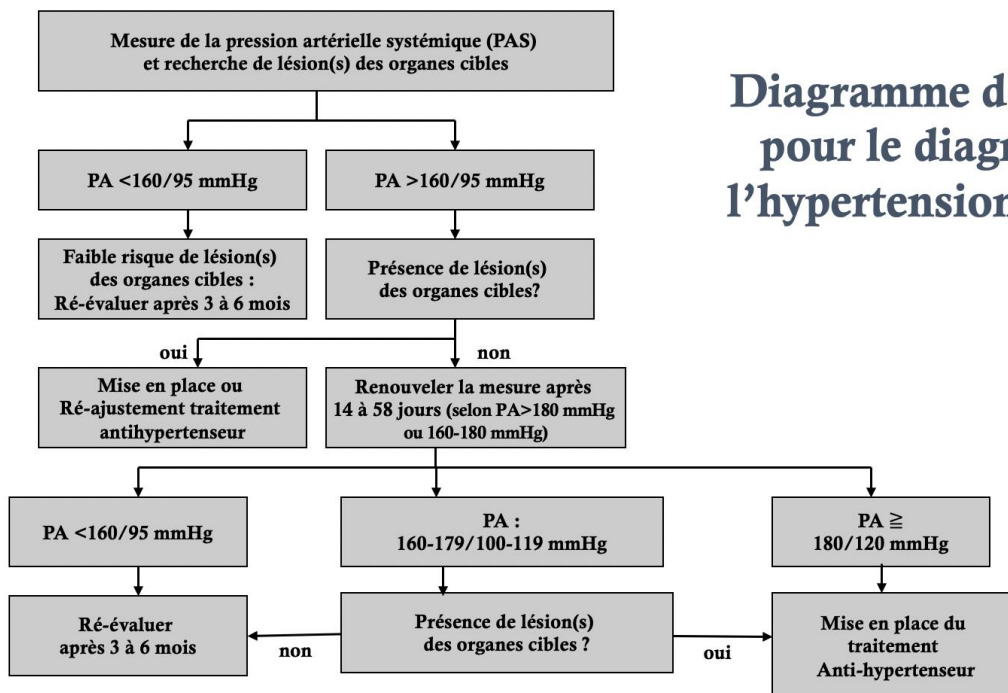 Mesure de la pression artérielle systémique (PAS)
et recherche de lésion(s) des organes cibles
Diagramme d
pour le diagr
l'hypertension
PA <160/95 mmHg
PA >160/95 mmHg
Faible risque de lésion(s)
des organes cibles :
Ré-évaluer après 3 à 6 mois
Présence de lésion(s)
des organes cibles?
oui
non
Mise en place ou
Ré-ajustement traitement
antihypertenseur
Renouveler la mesure après
14 à 58 jours (selon PA>180 mmHg
ou 160-180 mmHg)
PA <160/95 mmHg
PA :
160-179/100-119 mmHg
PA ≧
180/120 mmHg
Ré-évaluer
après 3 à 6 mois
non
Présence de lésion(s)
des organes cibles ?
oui
Mise en place du
traitement
Anti-hypertenseur